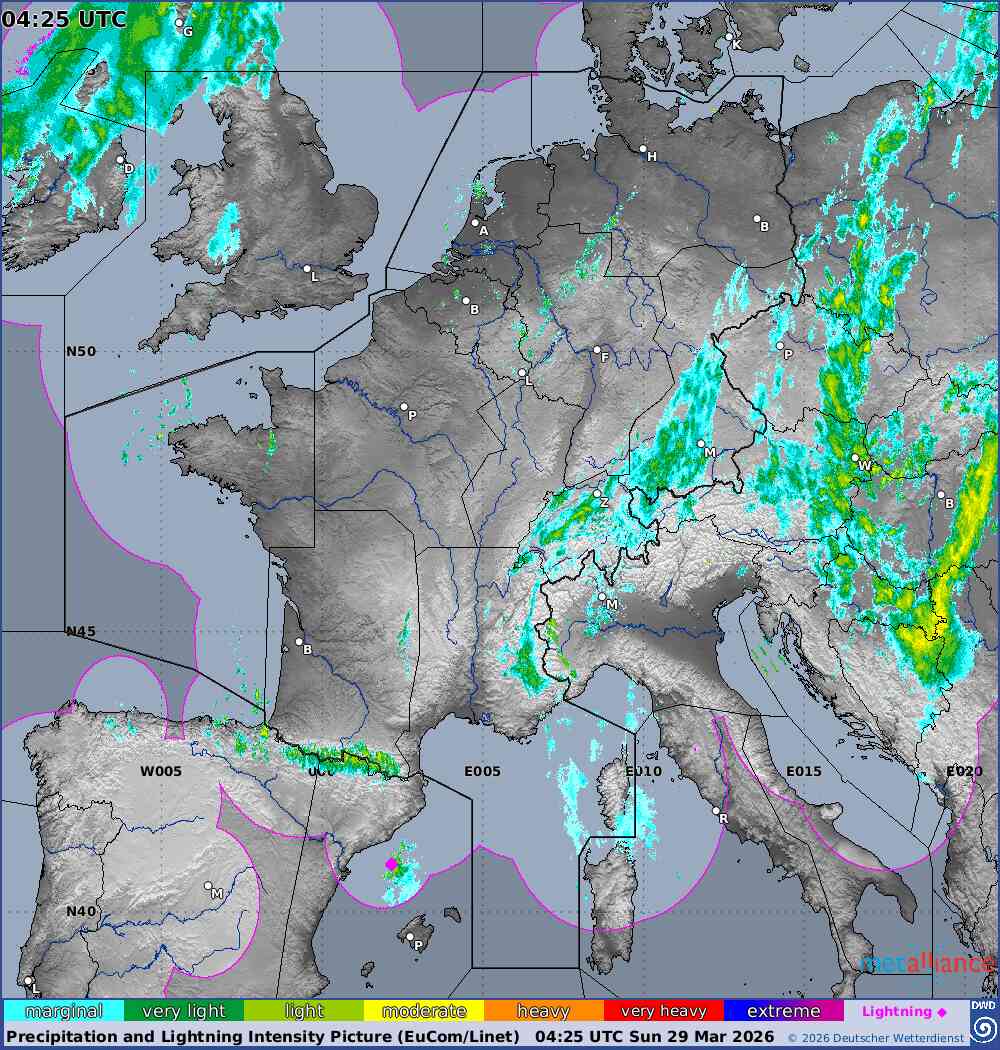 04:25 UTC
G
K
D
H
A
B
L
B
N50
F
P
L
P
M
W
Z
B
M
N45
B
W005
000
E005
E010
E015
E020
R
M
N40
P
L
metalliance
marginal very light light moderate heavy very heavy extreme Lightning ◆ DWD
Precipitation and Lightning Intensity Picture (EuCom/Linet) 04:25 UTC Sun 29 Mar 2026 © 2026 Deutscher Wetterdienst